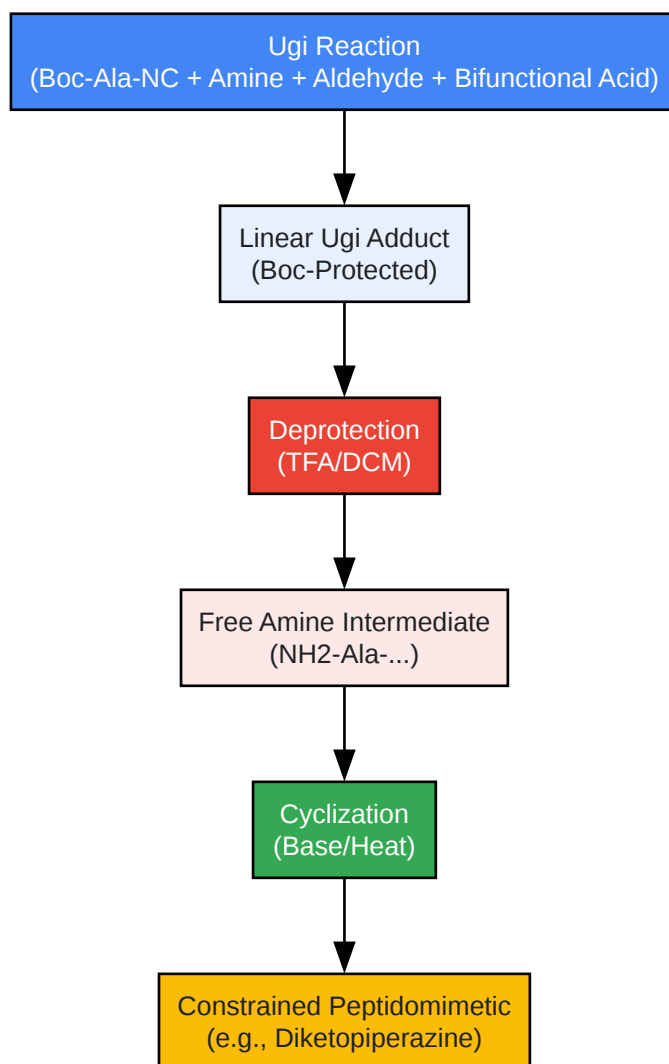 Ugi Reaction
(Boc-Ala-NC + Amine + Aldehyde + Bifunctional Acid)
Linear Ugi Adduct
(Boc-Protected)
Deprotection
(TFA/DCM)
Free Amine Intermediate
(NH2-Ala-...)
Cyclization
(Base/Heat)
Constrained Peptidomimetic
(e.g., Diketopiperazine)